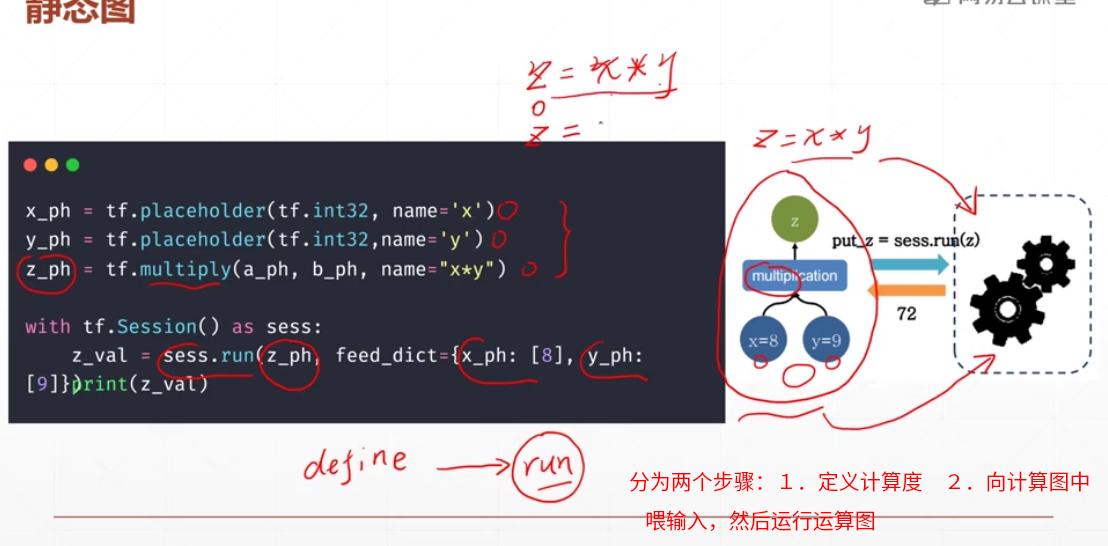 静态图
z = x * y
0
z =
z = x * y
x_ph = tf.placeholder(tf.int32, name='x')
y_ph = tf.placeholder(tf.int32,name='y')
z_ph = tf.multiply(a_ph, b_ph, name="x*y")
with tf.Session() as sess:
z_val = sess.run(z_ph, feed_dict={x_ph: [8], y_ph:
[9]})print(z_val)
z
put_z = sess.run(z)
multiplication
72
x=8
y=9
define
run
分为两个步骤：１．定义计算度 ２．向计算图中
喂输入，然后运行运算图